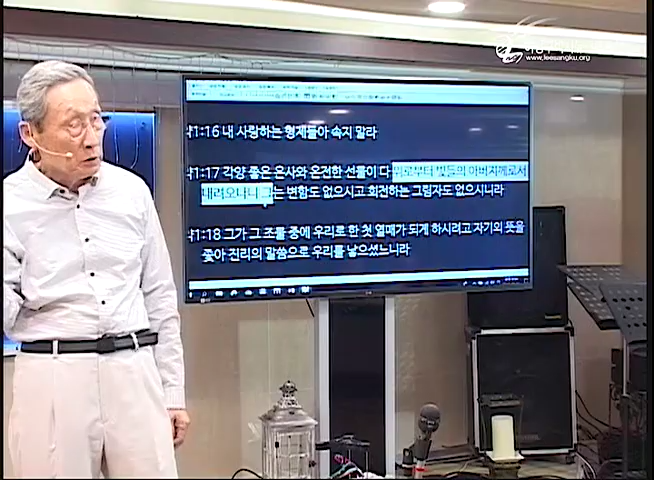 www.leesangku.org
1:16 내 사랑하는 형제들아 속지 말라
1:17 각양 좋은 은사와 온전한 선물이 다 위로부터 빛들의 아버지께로서
내려오나니 그는 변함도 없으시고 회전하는 그림자도 없으시니라
1:18 그가 그 조물 중에 우리로 한 첫 열매가 되게 하시려고 자기의 뜻을
좇아 진리의 말씀으로 우리를 낳으셨느니라